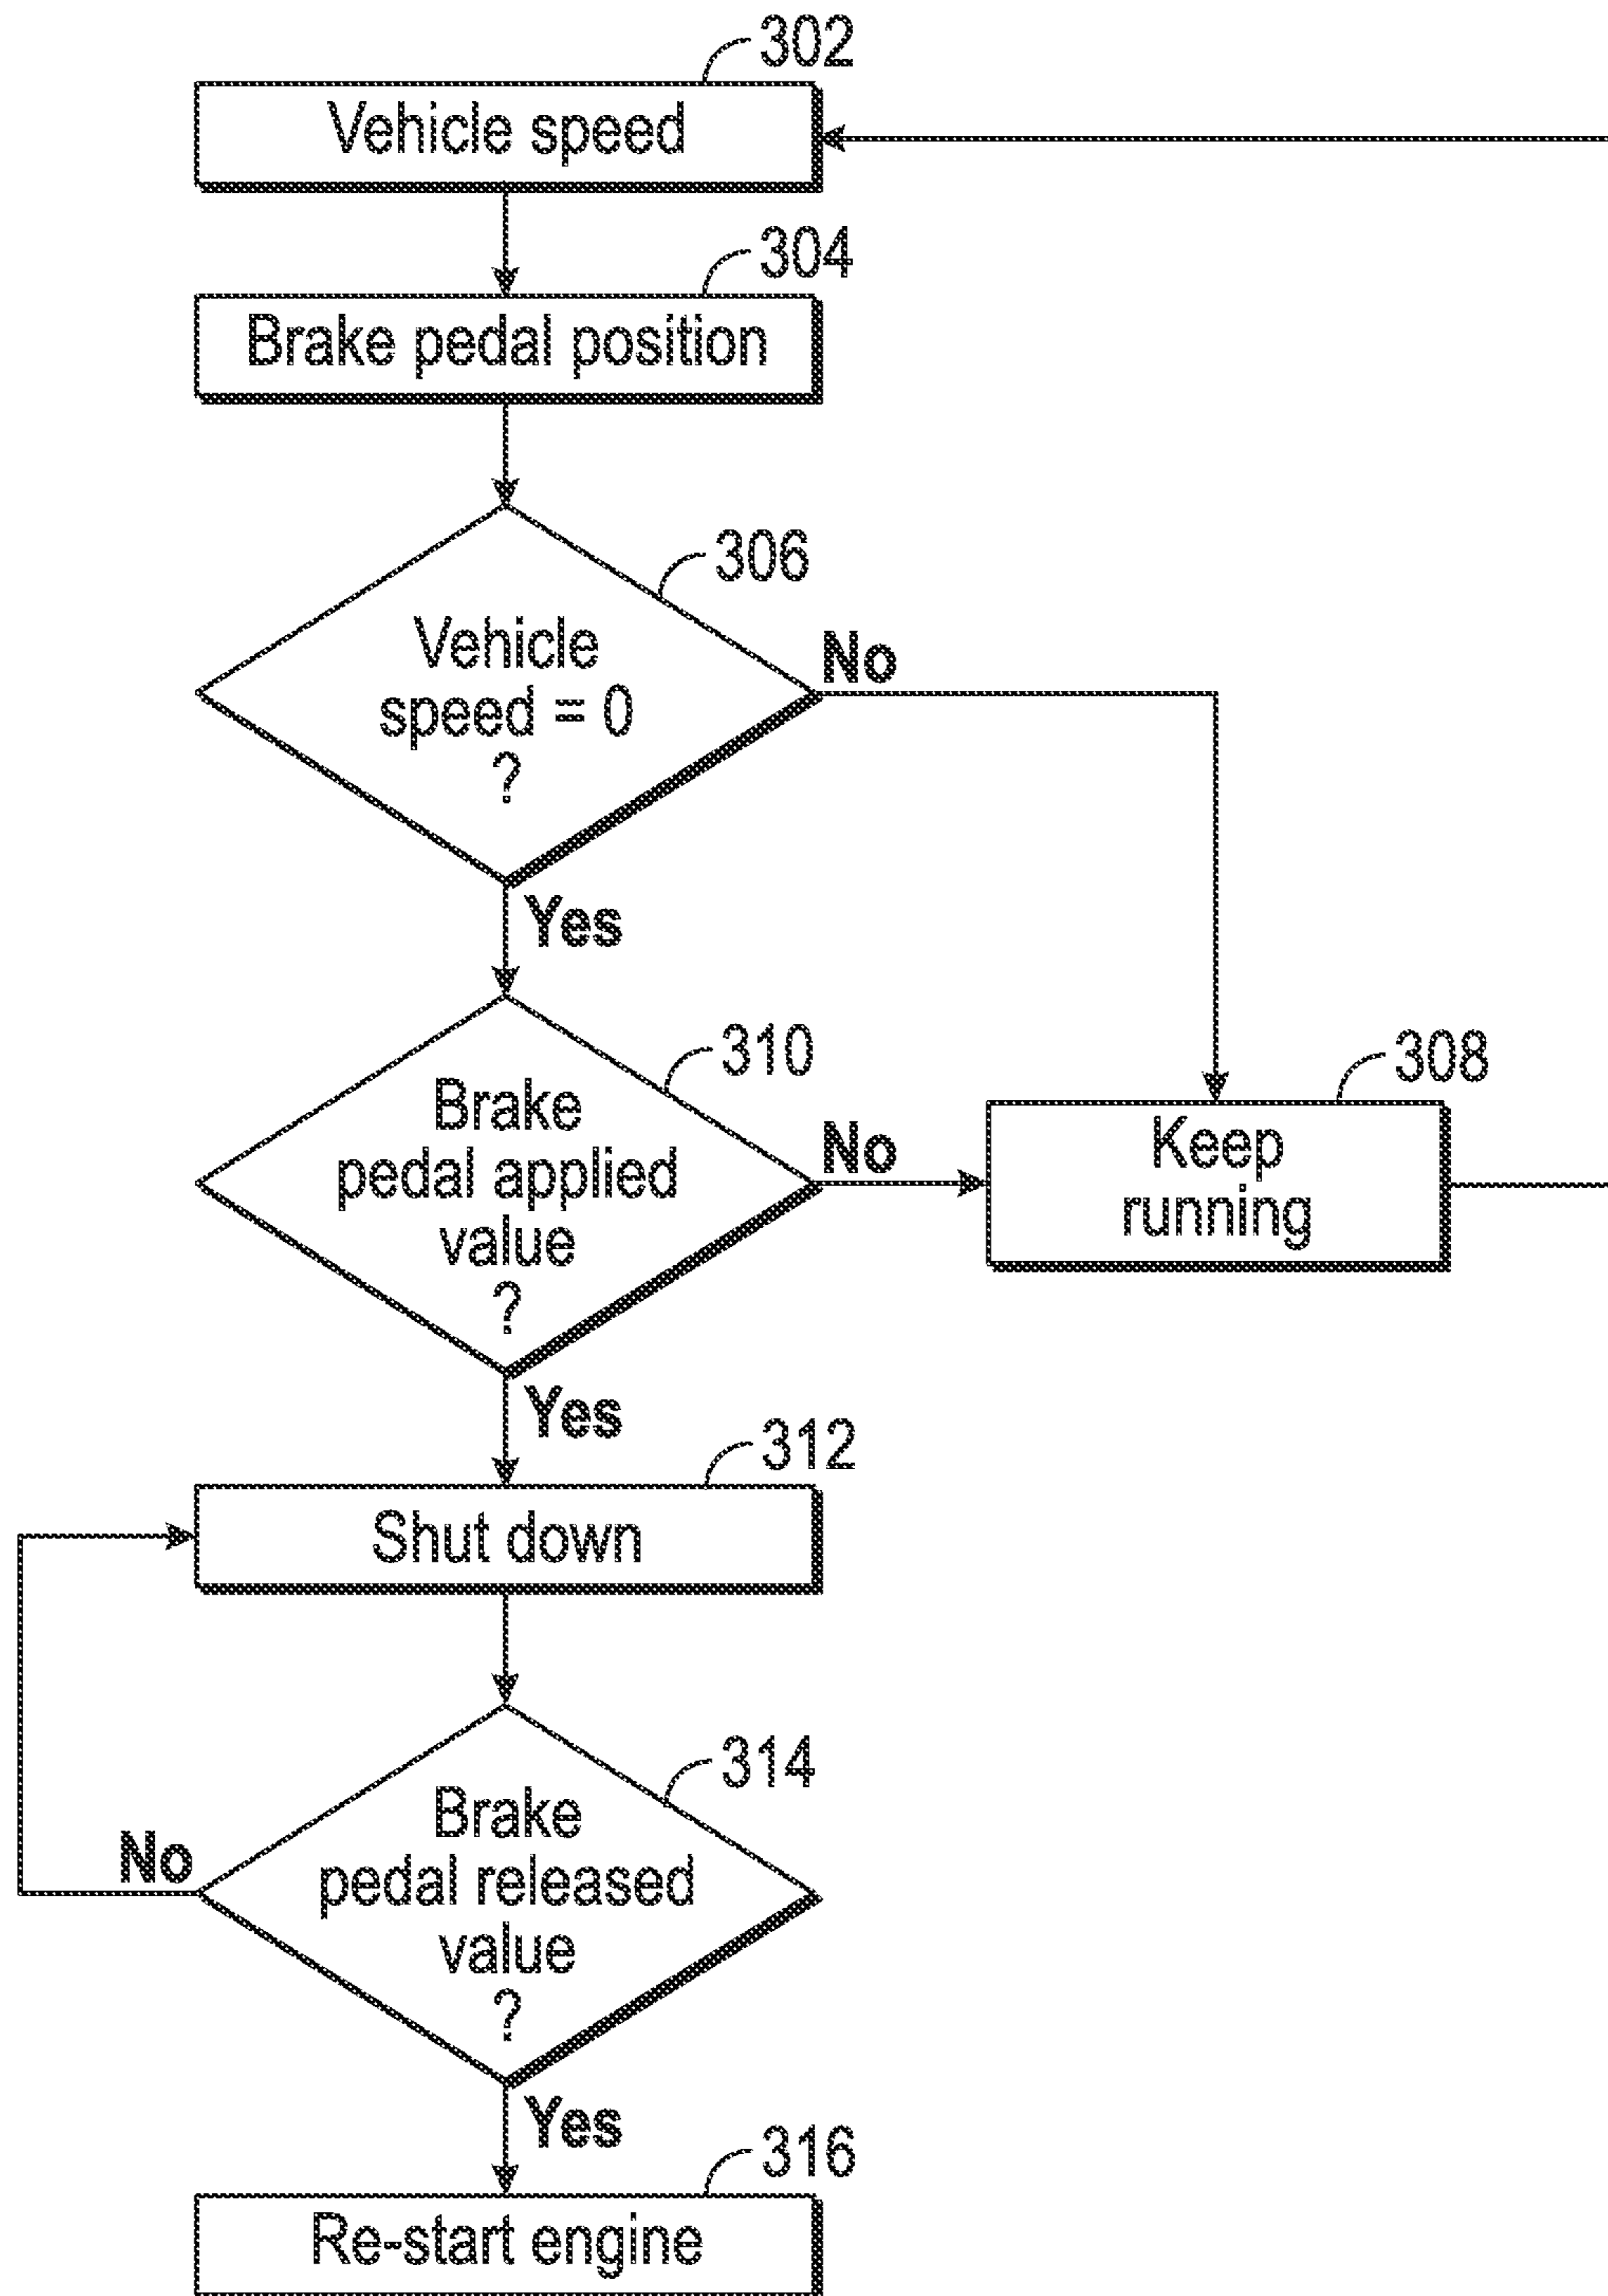 302
Vehicle speed
304
Brake pedal position
306
Vehicle
speed = 0
?
No
Yes
310
Brake
pedal applied
value
?
No
308
Keep
running
Yes
312
Shut down
314
Brake
pedal released
value
?
No
Yes
316
Re-start engine